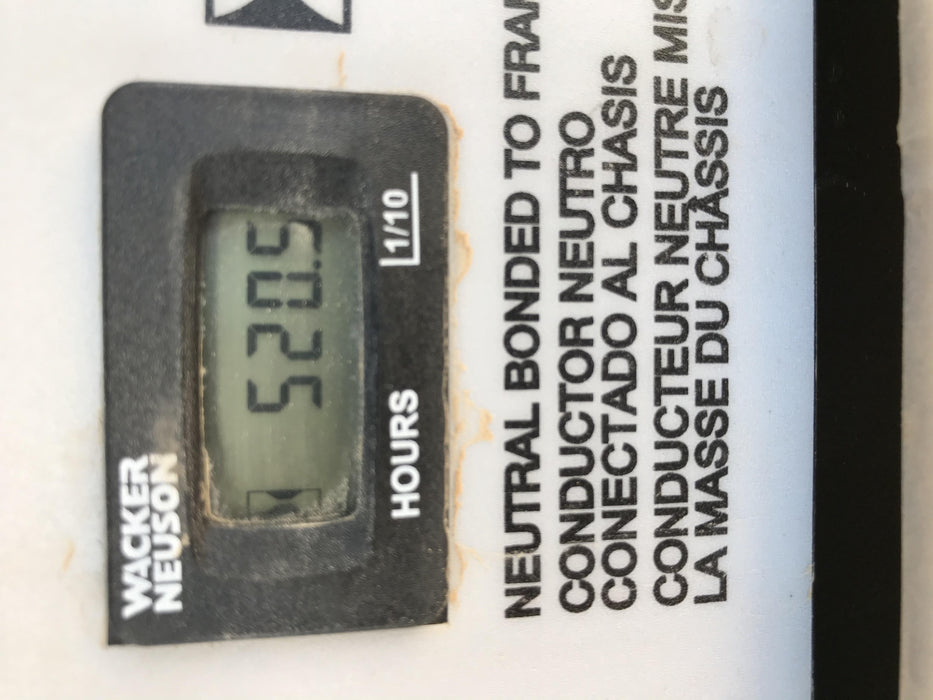 WACKER
NEUSON
520.5
HOURS
1/10
NEUTRAL BONDED TO
CONDUCTOR NEUTRO
CONECTADO AL CHASIS
CONDUCTEUR NEUTRE
LA MASSE DU CHÂSSIS